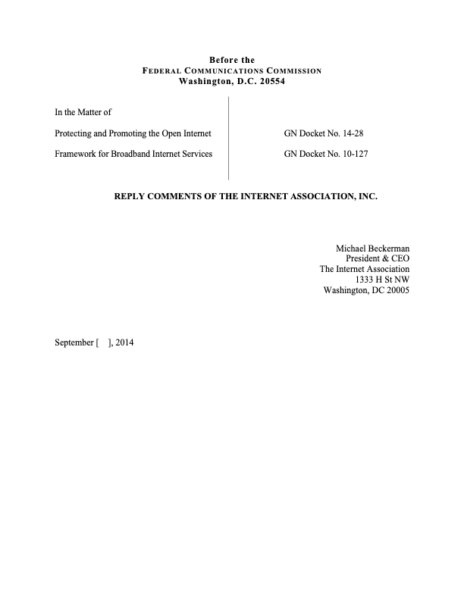 Before the
FEDERAL COMMUNICATIONS COMMISSION
Washington, D.C. 20554
In the Matter of
Protecting and Promoting the Open Internet GN Docket No. 14-28
Framework for Broadband Internet Services GN Docket No. 10-127
REPLY COMMENTS OF THE INTERNET ASSOCIATION, INC.
Michael Beckerman
President & CEO
The Internet Association
1333 H St NW
Washington, DC 20005
September [ ], 2014